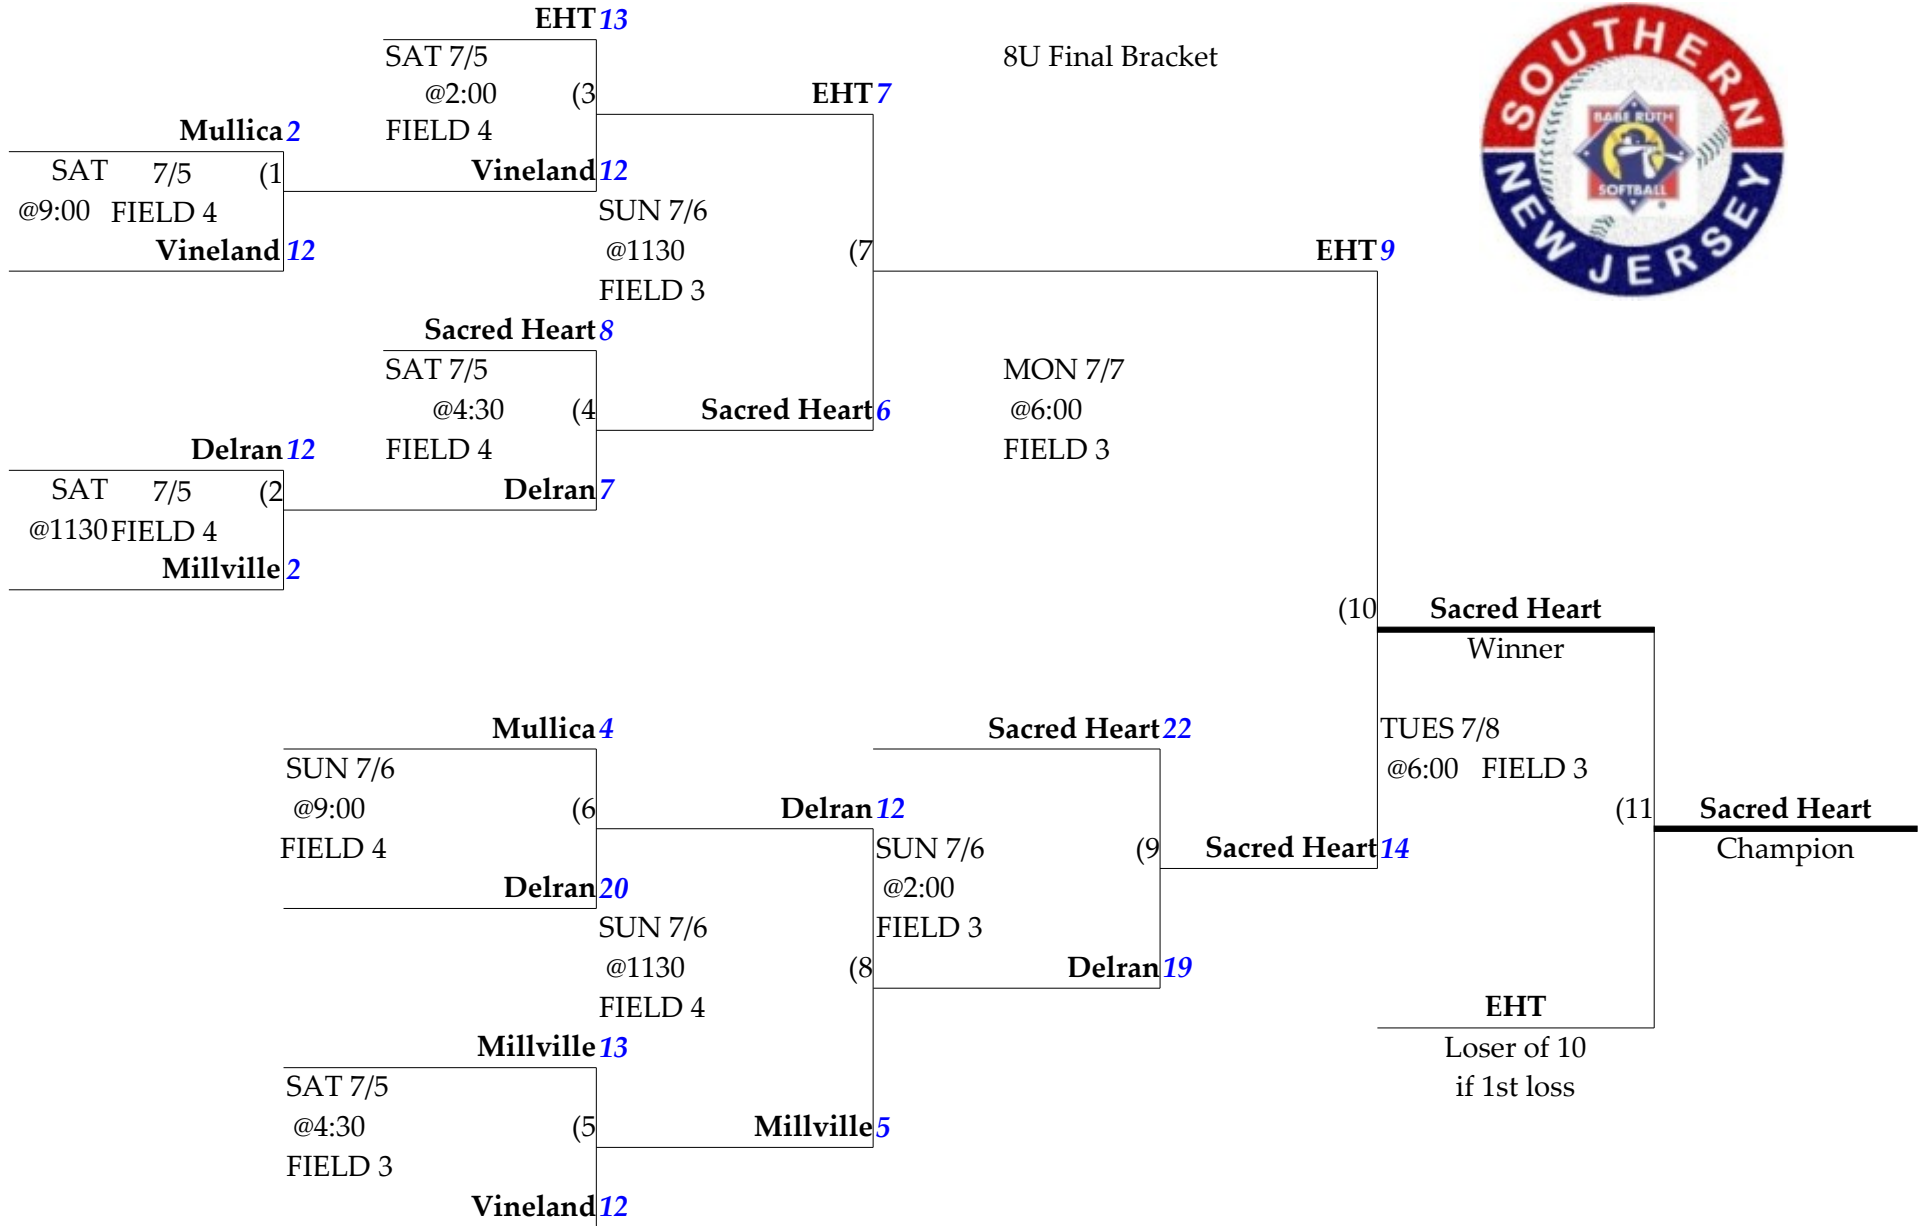 EHT 13
SAT 7/5
8U Final Bracket
@2:00 (3
EHT 7
Mullica 2
FIELD 4
SAT 7/5 (1
Vineland 12
@9:00 FIELD 4
SUN 7/6
Vineland 12
@1130 (7
EHT 9
FIELD 3
Sacred Heart 8
SAT 7/5
MON 7/7
@4:30 (4
Sacred Heart 6
@6:00
Delran 12
FIELD 4
FIELD 3
SAT 7/5 (2
Delran 7
@1130 FIELD 4
Millville 2
(10
Sacred Heart
Winner
Mullica 4
Sacred Heart 22
TUES 7/8
SUN 7/6
@6:00 FIELD 3
@9:00 (6
Delran 12
(11
Sacred Heart
FIELD 4
SUN 7/6 (9
Sacred Heart 14
Champion
Delran 20
@2:00
SUN 7/6
FIELD 3
@1130 (8
Delran 19
FIELD 4
EHT
Millville 13
Loser of 10
SAT 7/5
if 1st loss
@4:30 (5
Millville 5
FIELD 3
Vineland 12
SOUTHERN
BABE RUTH
SOFTBALL
NEW JERSEY